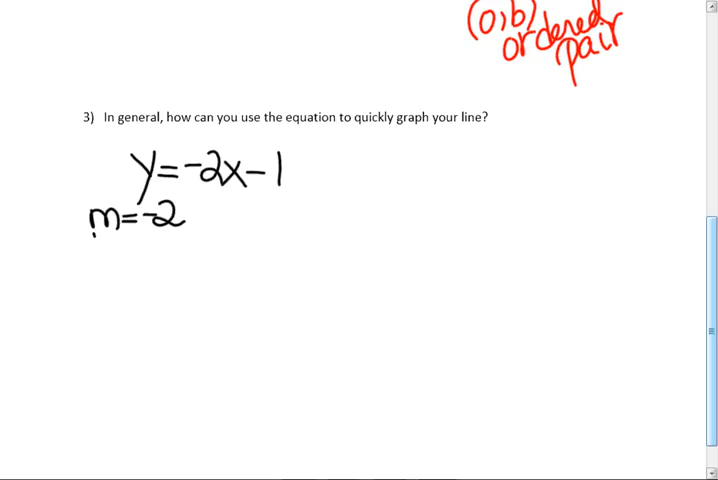 (0,b)
ordered
pair
3) In general, how can you use the equation to quickly graph your line?
y=-2x-1
m=-2